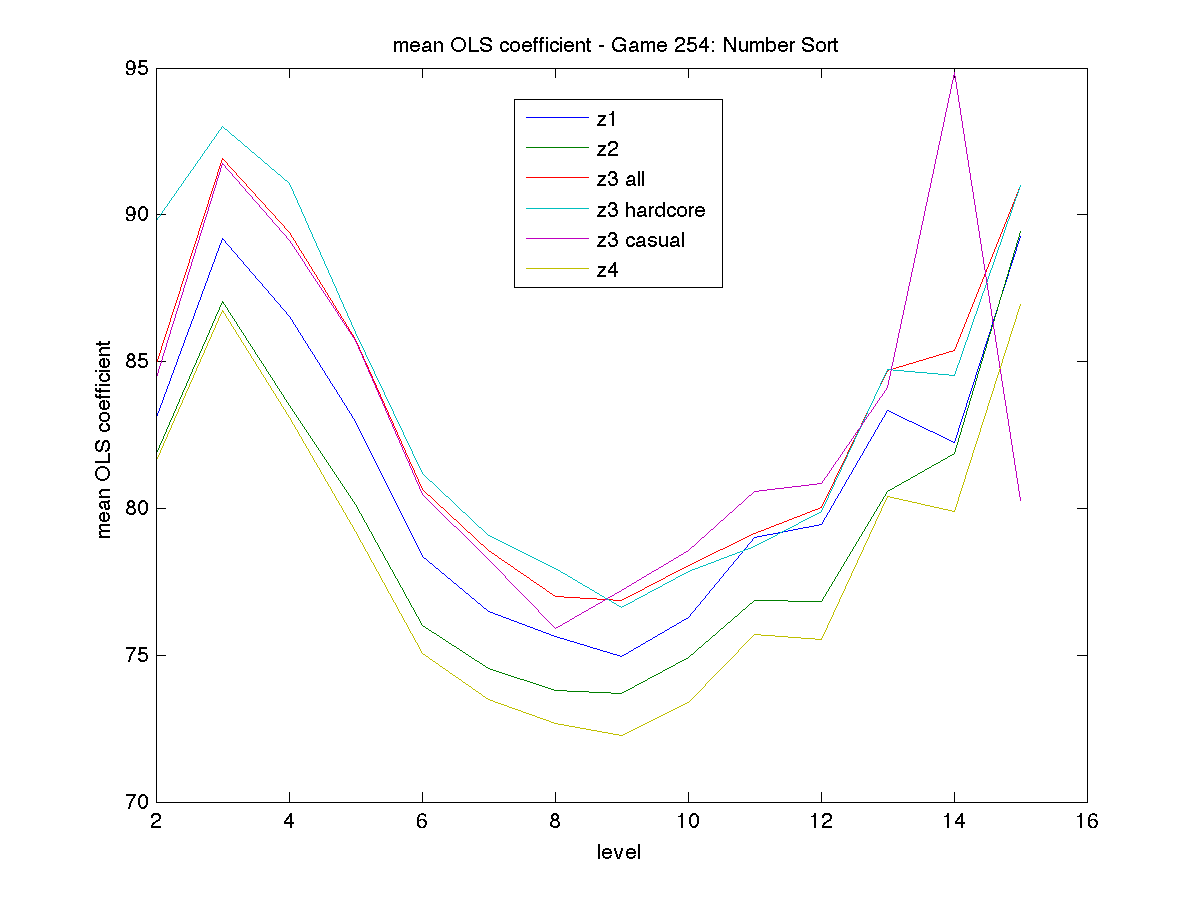 mean OLS coefficient - Game 254: Number Sort
95
90
85
80
75
70
mean OLS coefficient
z1
z2
z3 all
z3 hardcore
z3 casual
z4
2 4 6 8 10 12 14 16
level